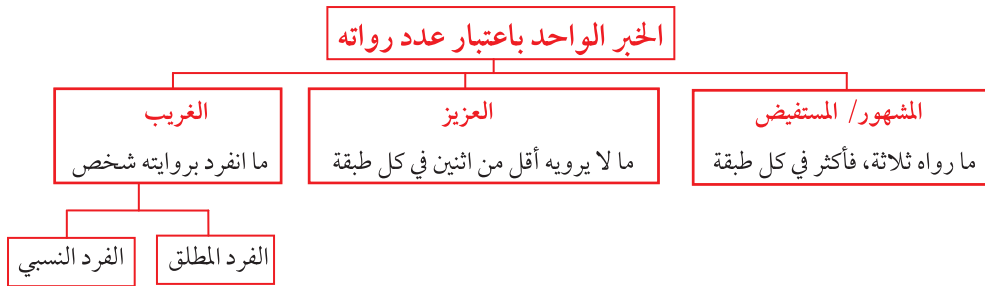 الخبر الواحد باعتبار عدد رواته
المشهور/ المستفيض
ما رواه ثلاثة، فأكثر في كل طبقة
العزيز
ما لا يرويه أقل من اثنين في كل طبقة
الغريب
ما انفرد بروايته شخص
الفرد المطلق
الفرد النسبي